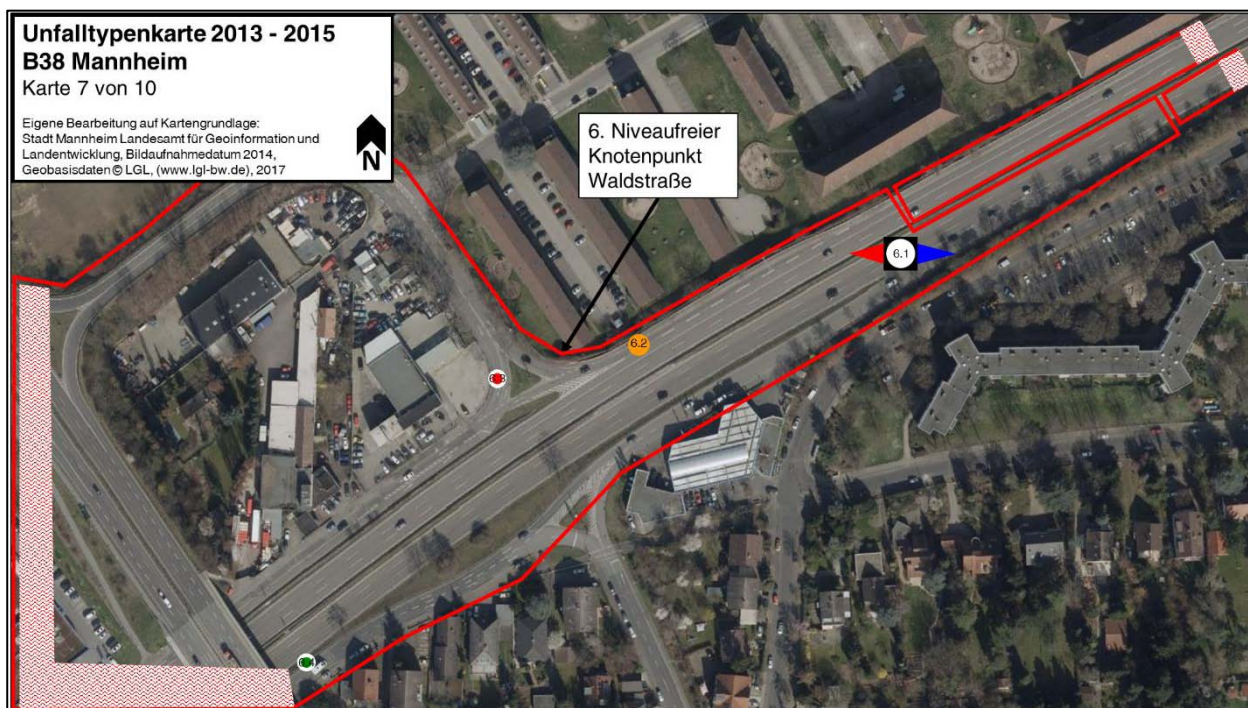 Unfalltypenkarte 2013 - 2015
B38 Mannheim
Karte 7 von 10
Eigene Bearbeitung auf Kartengrundlage:
Stadt Mannheim Landesamt für Geoinformation und
Landentwicklung, Bildaufnahmedatum 2014,
Geobasisdaten © LGL, (www.lgl-bw.de), 2017
N
6. Niveaufreier
Knotenpunkt
Waldstraße
6.1
6.2